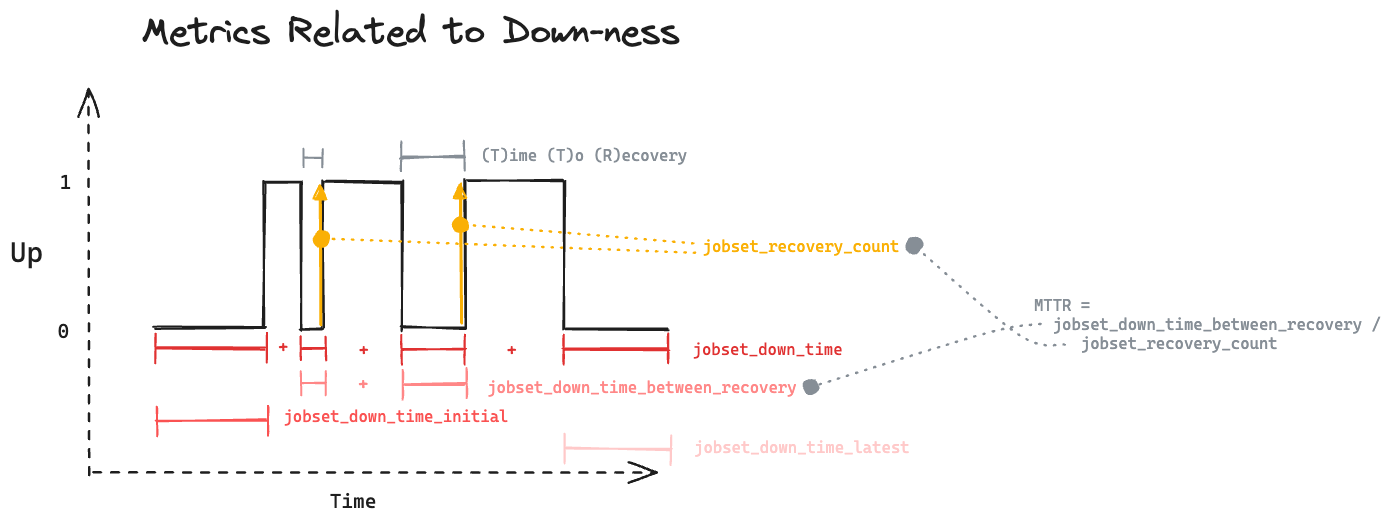 Metrics Related to Down-ness
(T)ime (T)o (R)ecovery
1
Up
jobset_recovery_count
MTTR =
jobset_down_time_between_recovery /
jobset_recovery_count
0
+ + + jobset_down_time
+ jobset_down_time_between_recovery
jobset_down_time_initial
jobset_down_time_latest
Time